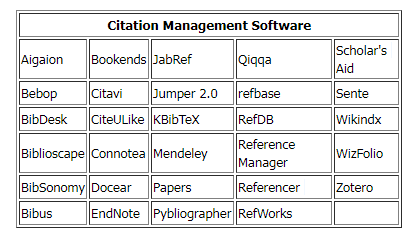 Citation Management Software
Aigaion Bookends JabRef Qiqqa Scholar's
Aid
Bebop Citavi Jumper 2.0 refbase Sente
BibDesk CiteULike KBibTeX RefDB Wikindx
Biblioscape Connotea Mendeley Reference
Manager WizFolio
BibSonomy Docear Papers Referencer Zotero
Bibus EndNote Pybliographer RefWorks